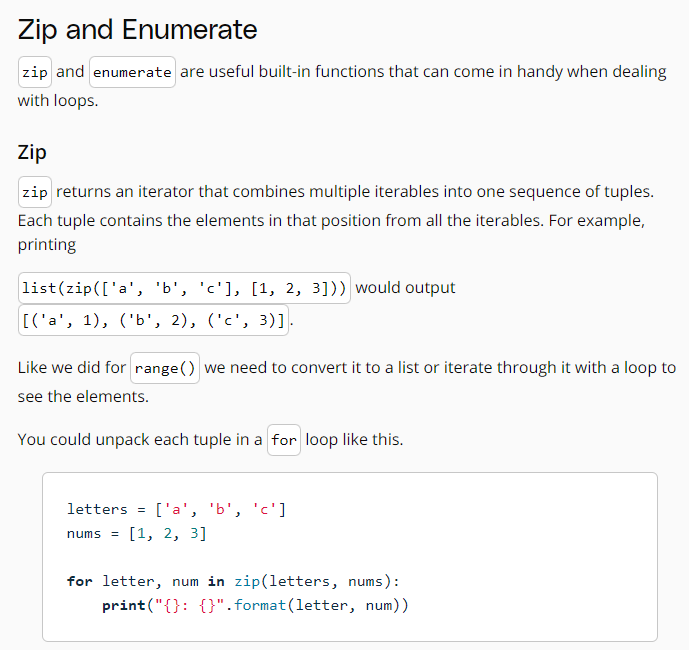 Zip and Enumerate
zip and enumerate are useful built-in functions that can come in handy when dealing
with loops.
Zip
zip returns an iterator that combines multiple iterables into one sequence of tuples.
Each tuple contains the elements in that position from all the iterables. For example,
printing
list(zip(['a', 'b', 'c'], [1, 2, 3])) would output
[('a', 1), ('b', 2), ('c', 3)].
Like we did for range() we need to convert it to a list or iterate through it with a loop to
see the elements.
You could unpack each tuple in a for loop like this.
letters = ['a', 'b', 'c']
nums = [1, 2, 3]
for letter, num in zip(letters, nums):
    print("{}: {}".format(letter, num))